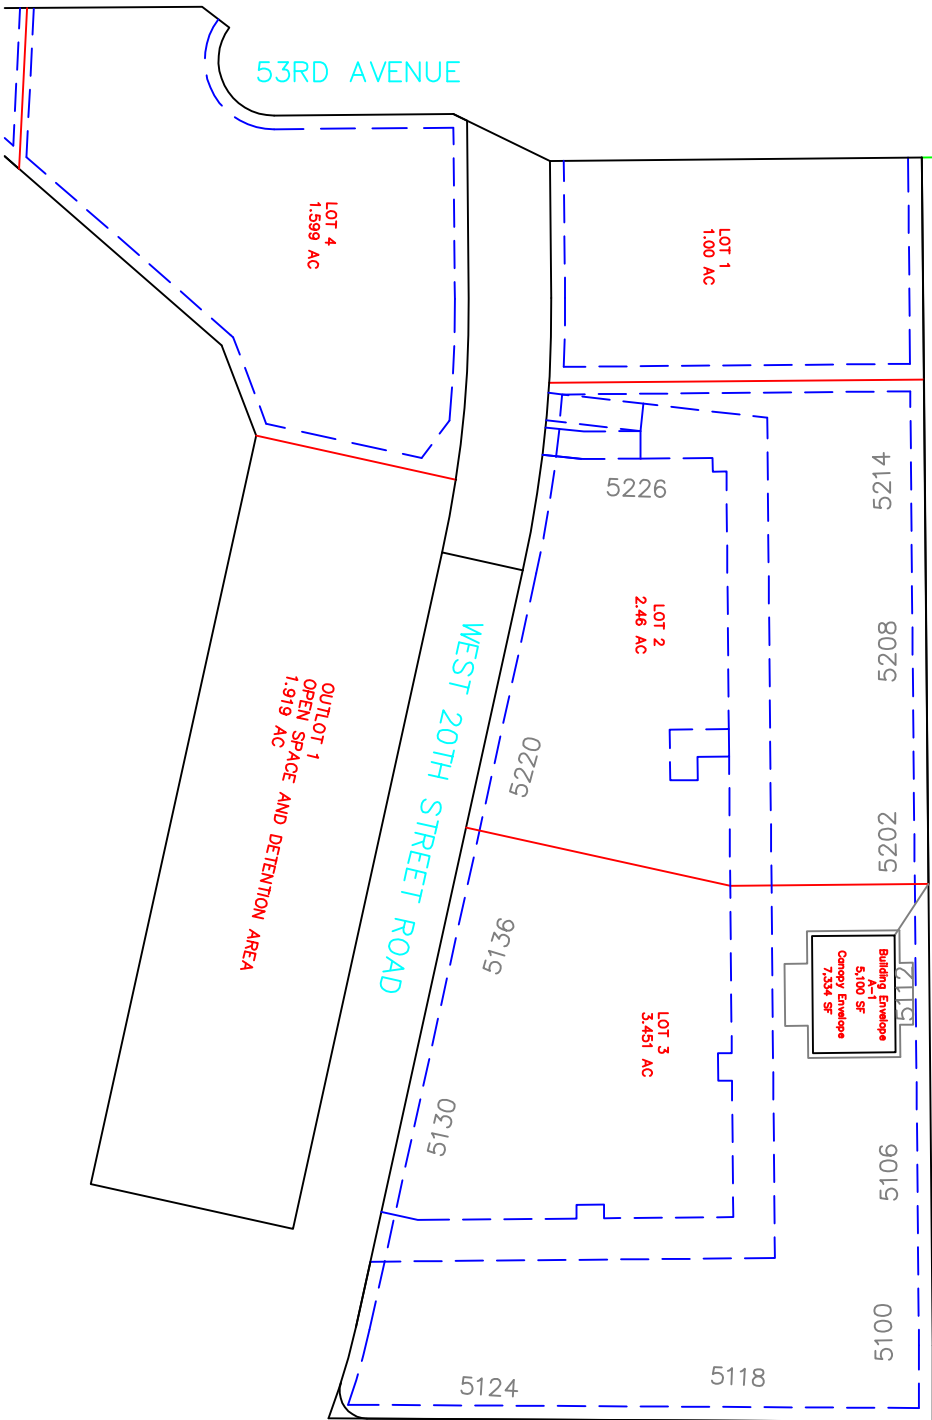 53RD AVENUE
LOT 4
1.599 AC
LOT 1
1.00 AC
5226
5214
LOT 2
2.46 AC
5208
WEST 20TH STREET ROAD
OUTLOT 1
OPEN SPACE AND DETENTION AREA
1.919 AC
5220
5202
5136
Building Envelope
A-1
5,100 SF
Canopy Envelope
7,334 SF
5112
LOT 3
3.451 AC
5130
5106
5100
5124
5118